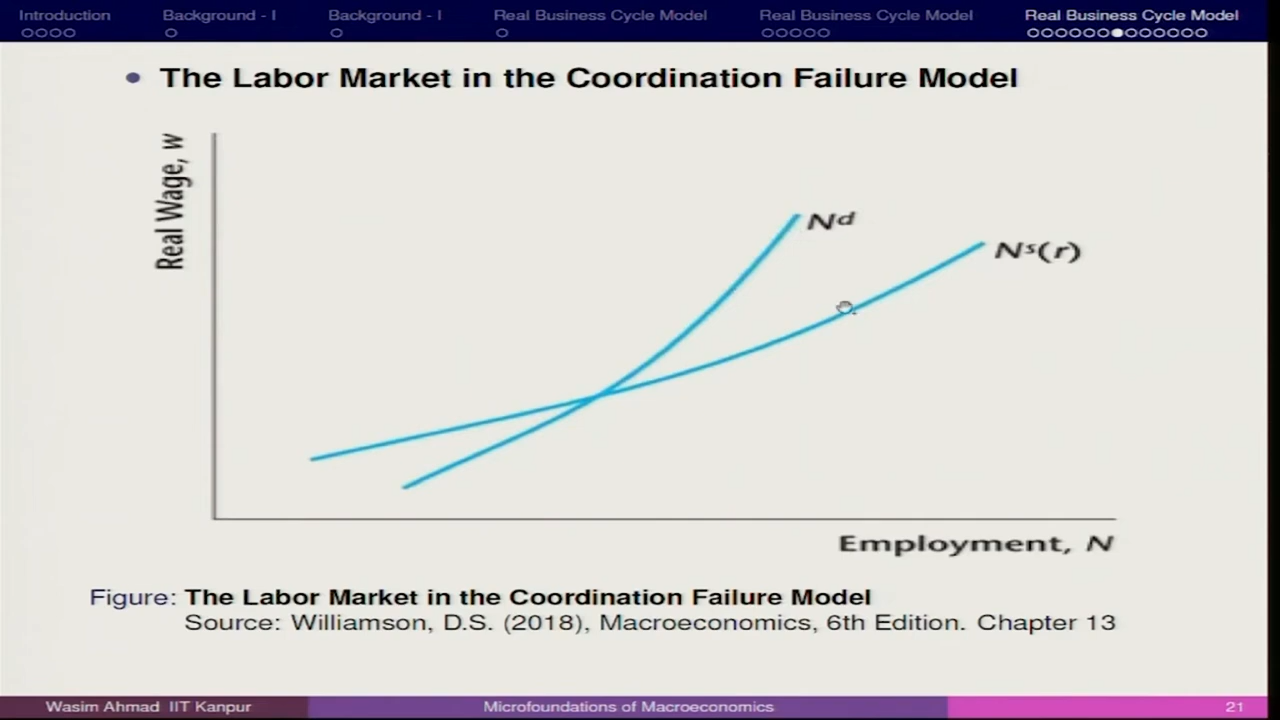 Introduction Background - I Background - I Real Business Cycle Model Real Business Cycle Model Real Business Cycle Model
The Labor Market in the Coordination Failure Model
Real Wage, w
Nᵈ
Nˢ(r)
Employment, N
Figure: The Labor Market in the Coordination Failure Model
Source: Williamson, D.S. (2018), Macroeconomics, 6th Edition. Chapter 13
Wasim Ahmad IIT Kanpur Microfoundations of Macroeconomics 21